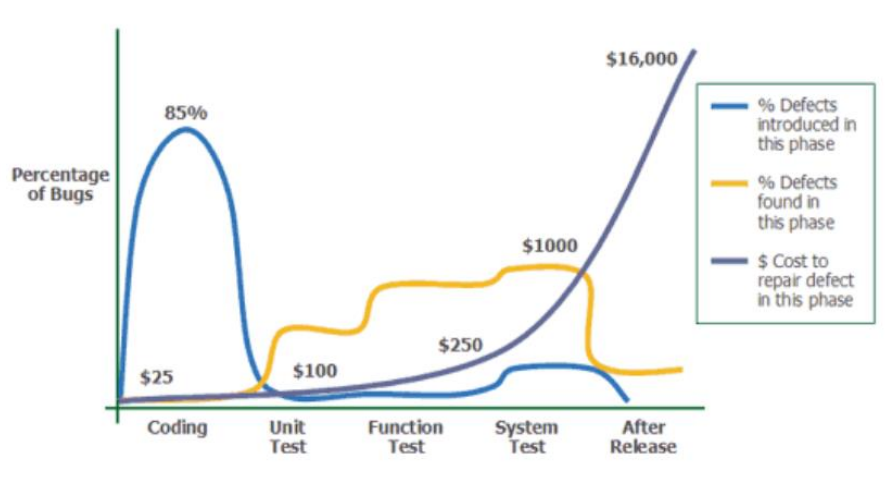 $16,000
85%
Percentage
of Bugs
$1000
$250
$100
$25
Coding
Unit
Test
Function
Test
System
Test
After
Release
% Defects
introduced in
this phase
% Defects
found in
this phase
$ Cost to
repair defect
in this phase